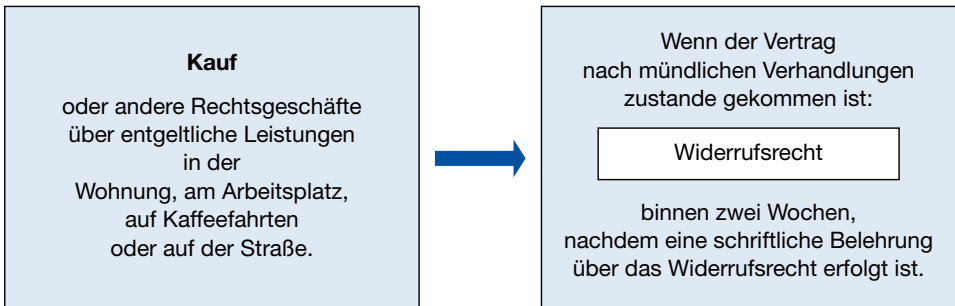 Kauf
oder andere Rechtsgeschäfte
über entgeltliche Leistungen
in der
Wohnung, am Arbeitsplatz,
auf Kaffeefahrten
oder auf der Straße.
Wenn der Vertrag
nach mündlichen Verhandlungen
zustande gekommen ist:
Widerrufsrecht
binnen zwei Wochen,
nachdem eine schriftliche Belehrung
über das Widerrufsrecht erfolgt ist.